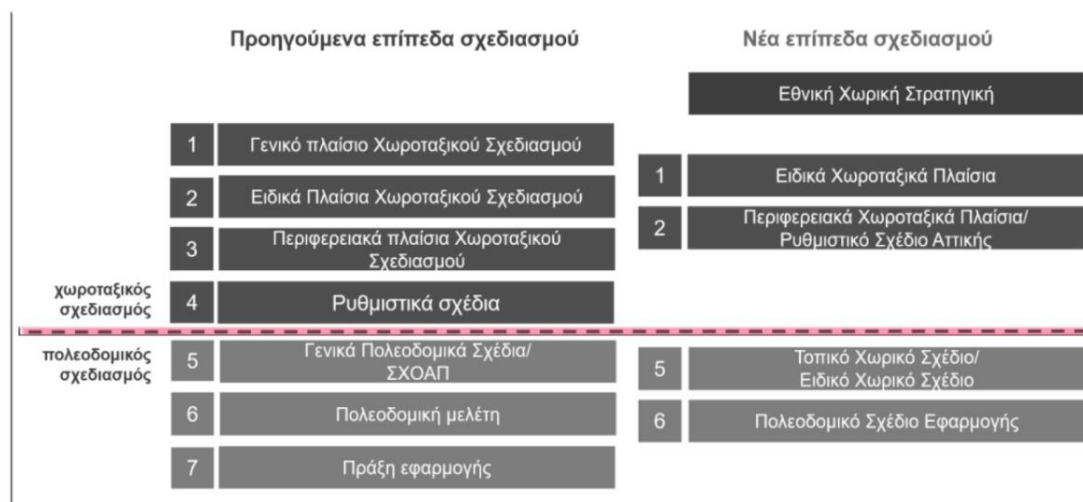 Προηγούμενα επίπεδα σχεδιασμού
Νέα επίπεδα σχεδιασμού
Εθνική Χωρική Στρατηγική
1 Γενικό πλαίσιο Χωροταξικού Σχεδιασμού
1 Ειδικά Χωροταξικά Πλαίσια
2 Ειδικά Πλαίσια Χωροταξικού Σχεδιασμού
2 Περιφερειακά Χωροταξικά Πλαίσια/
Ρυθμιστικό Σχέδιο Αττικής
3 Περιφερειακά πλαίσια Χωροταξικού
Σχεδιασμού
χωροταξικός
σχεδιασμός
4 Ρυθμιστικά σχέδια
πολεοδομικός
σχεδιασμός
5 Γενικά Πολεοδομικά Σχέδια/
ΣΧΟΑΠ
5 Τοπικό Χωρικό Σχέδιο/
Ειδικό Χωρικό Σχέδιο
6 Πολεοδομική μελέτη
6 Πολεοδομικό Σχέδιο Εφαρμογής
7 Πράξη εφαρμογής